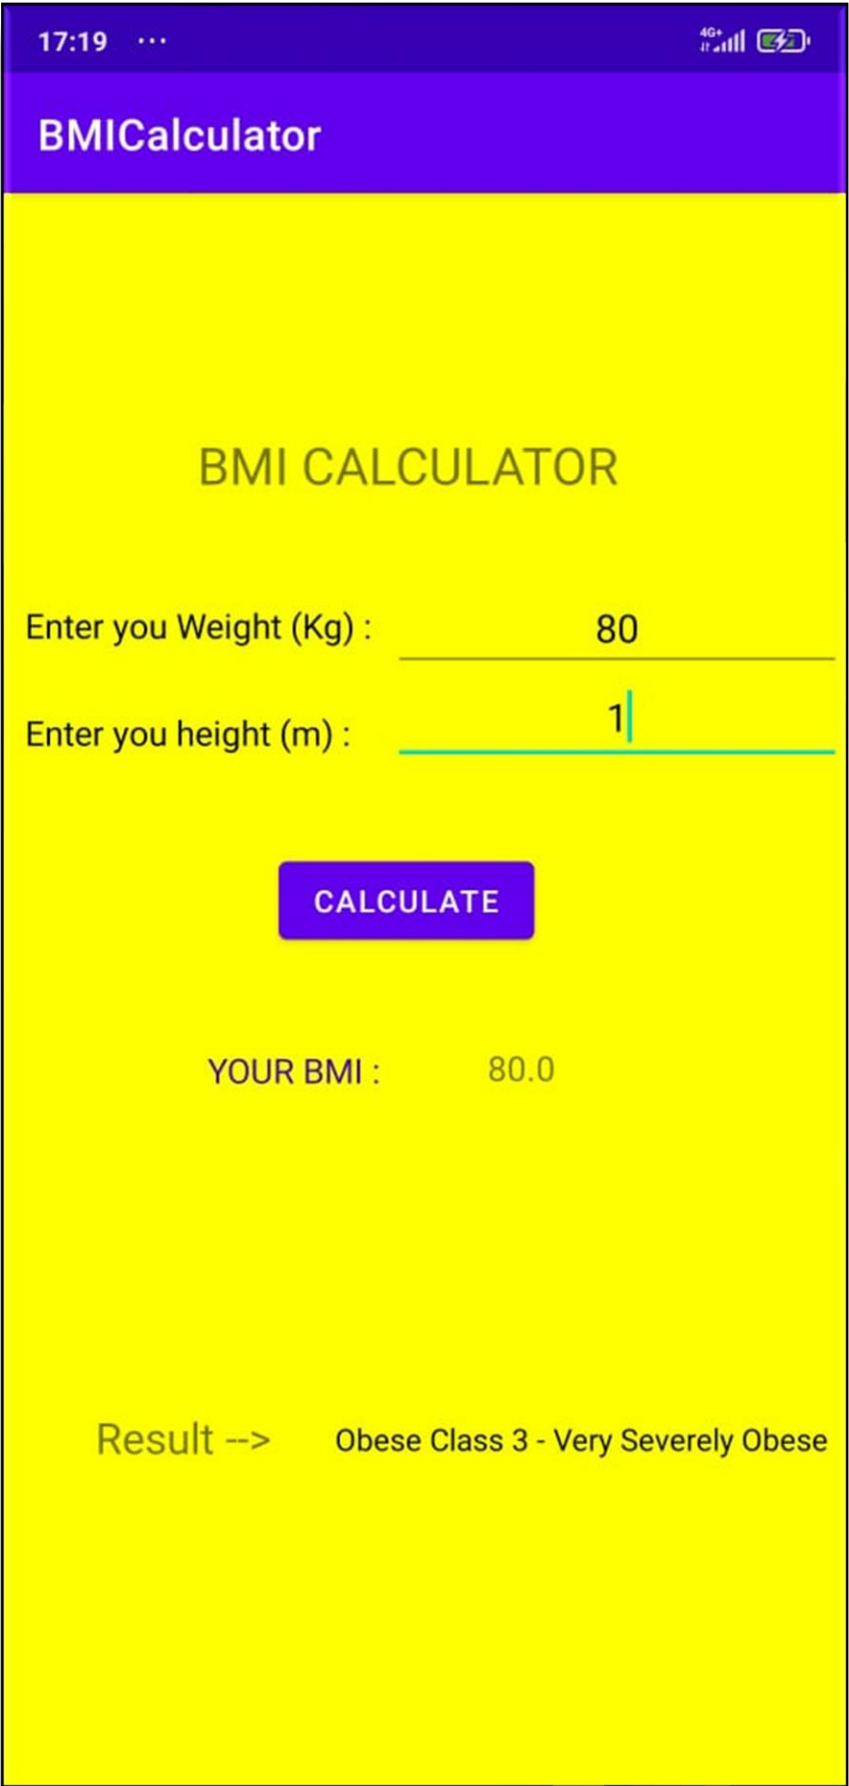 17:19 ...
4G+
BMICalculator
BMI CALCULATOR
Enter you Weight (Kg) : 80
Enter you height (m) : 1
CALCULATE
YOUR BMI : 80.0
Result --> Obese Class 3 - Very Severely Obese